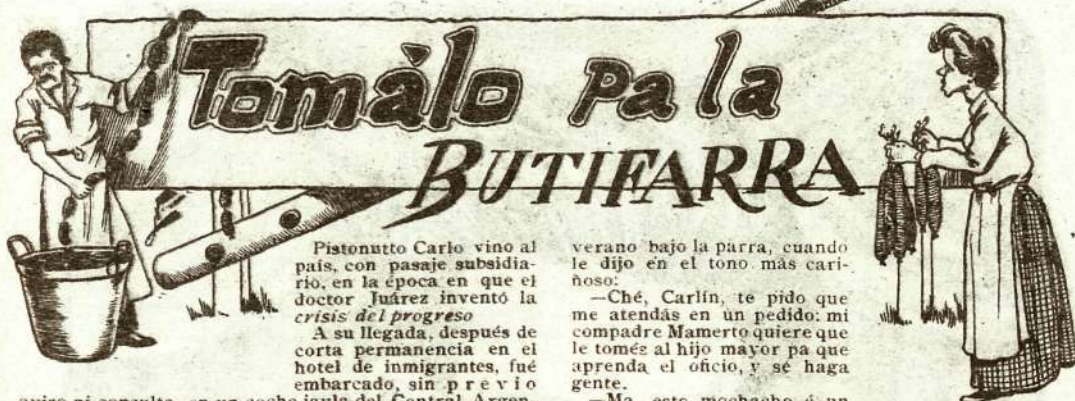 Tomàlo pa la
BUTIFARRA
Pistonutto Carlo vino al
país, con pasaje subsidia-
rio, en la época en que el
doctor Juárez inventó la
crisis del progreso
A su llegada, después de
corta permanencia en el
hotel de inmigrantes, fué
embarcado, sin previo
verano bajo la parra, cuando
le dijo en el tono más cari-
ñoso:
—Ché, Carlín, te pido que
me atendás en un pedido: mi
compadre Mamerto quiere que
le tomés al hijo mayor pa que
aprenda el oficio, y se haga
gente.